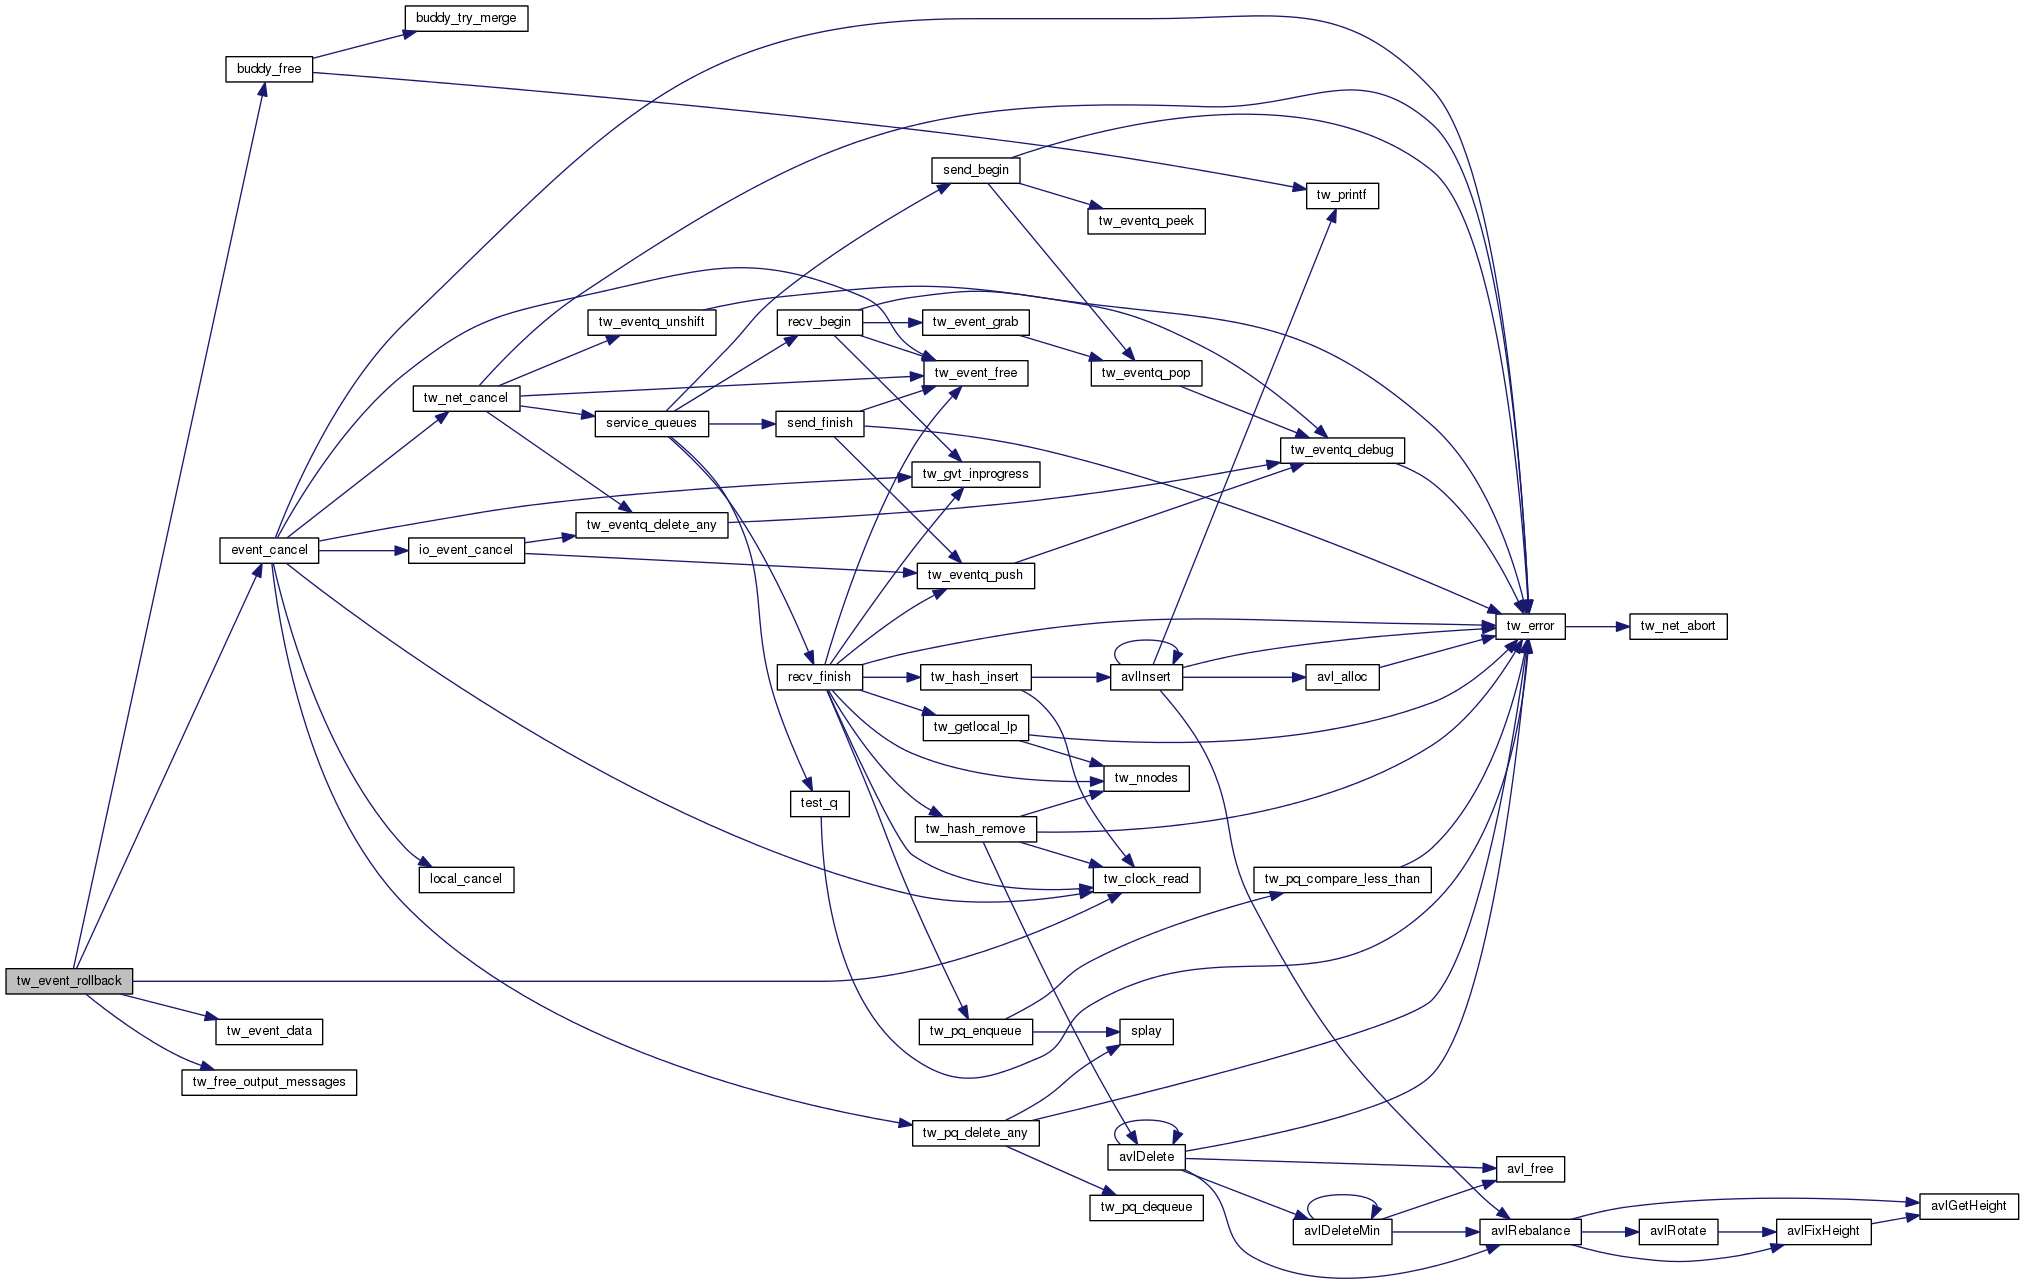 buddy_try_merge
buddy_free
send_begin
tw_printf
tw_eventq_peek
tw_eventq_unshift
recv_begin
tw_event_grab
tw_event_free
tw_eventq_pop
tw_net_cancel
service_queues
send_finish
tw_eventq_debug
tw_gvt_inprogress
tw_eventq_delete_any
event_cancel
io_event_cancel
tw_eventq_push
tw_error
tw_net_abort
recv_finish
tw_hash_insert
avlInsert
avl_alloc
tw_getlocal_lp
tw_nnodes
test_q
tw_hash_remove
local_cancel
tw_clock_read
tw_pq_compare_less_than
tw_event_rollback
tw_event_data
tw_pq_enqueue
splay
tw_free_output_messages
tw_pq_delete_any
avlDelete
avl_free
tw_pq_dequeue
avlGetHeight
avlDeleteMin
avlRebalance
avlRotate
avlFixHeight